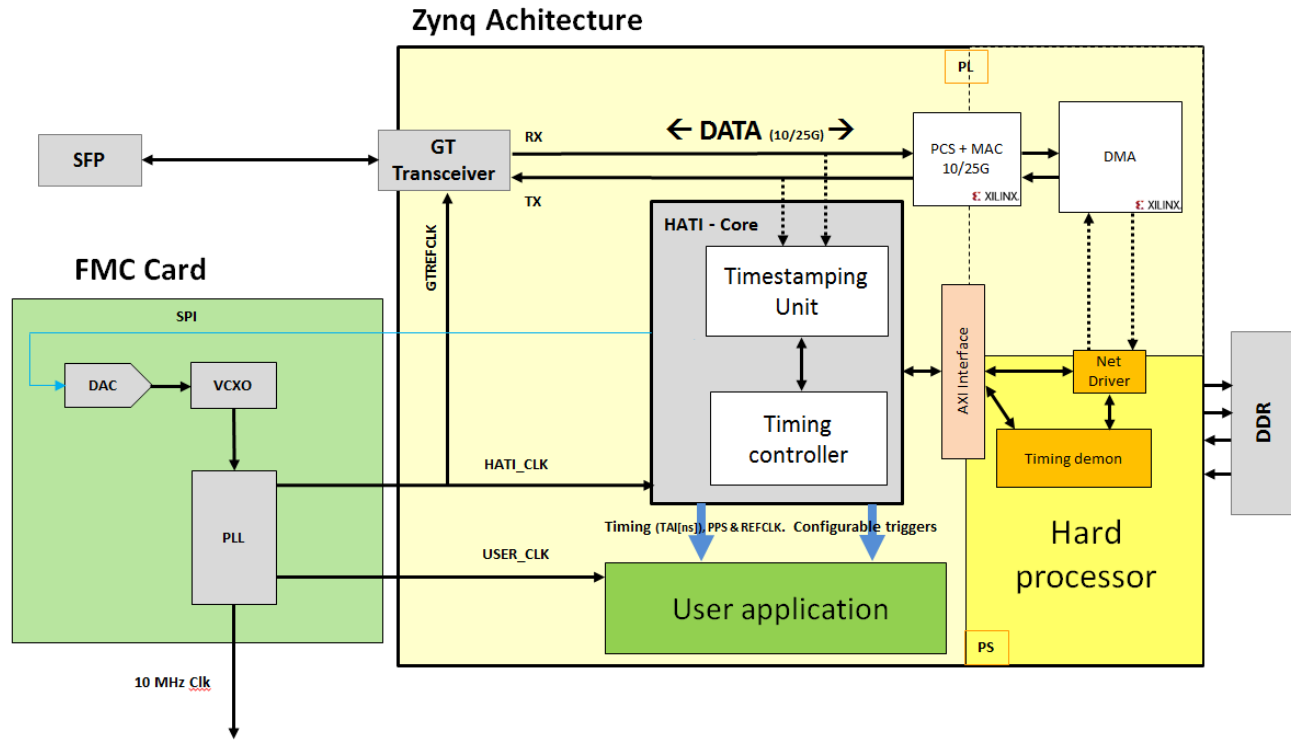 Zynq Achitecture
PL
SFP
GT
Transceiver
RX
← DATA (10/25G) →
TX
PCS + MAC
10/25G
XILINX.
DMA
XILINX.
HATI - Core
Timestamping
Unit
Timing
controller
GTREFCLK
FMC Card
SPI
DAC
VCXO
PLL
HATI_CLK
USER_CLK
10 MHz Clk
AXI Interface
Net
Driver
Timing demon
DDR
Timing (TAI[ns]), PPS & REFCLK. Configurable triggers
User application
Hard
processor
PS